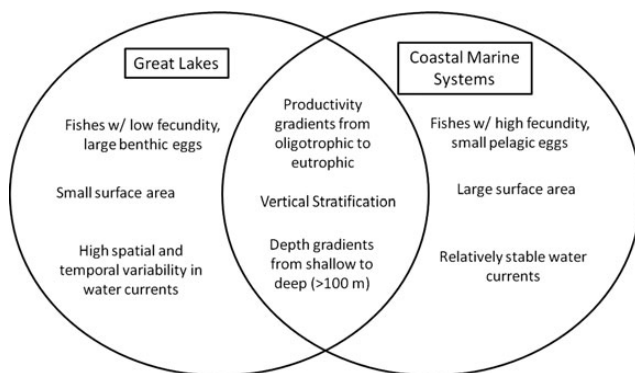 Great Lakes
Fishes w/ low fecundity,
large benthic eggs
Small surface area
High spatial and
temporal variability in
water currents
Productivity
gradients from
oligotrophic to
eutrophic
Vertical Stratification
Depth gradients
from shallow to
deep (>100 m)
Coastal Marine
Systems
Fishes w/ high fecundity,
small pelagic eggs
Large surface area
Relatively stable water
currents